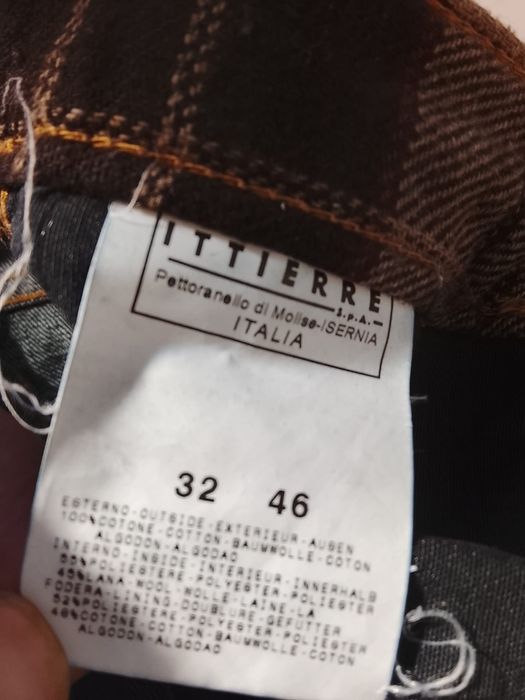 ITTIERRE
S.P.A.
Pettoranello di Molise-ISERNIA
ITALIA
32 46
ESTERNO-OUTSIDE-EXTERIEUR-AUSEN
100%COTONE-COTTON-BAUMWOLLE-COTON
ALGODON-ALGODAO
INTERNO-INSIDE-INTERIEUR-INNERHALB
55%POLIESTERE-POLYESTER-POLIESTER
45%LANA-WOOL-WOLLE-LAINE-LA
FODERA-LINING-DOUBLURE-GEFUTTER
52%POLIESTERE-POLYESTER-POLIESTER
48%COTONE-COTTON-BAUMWOLLE-COTON
ALGODON-ALGODAO